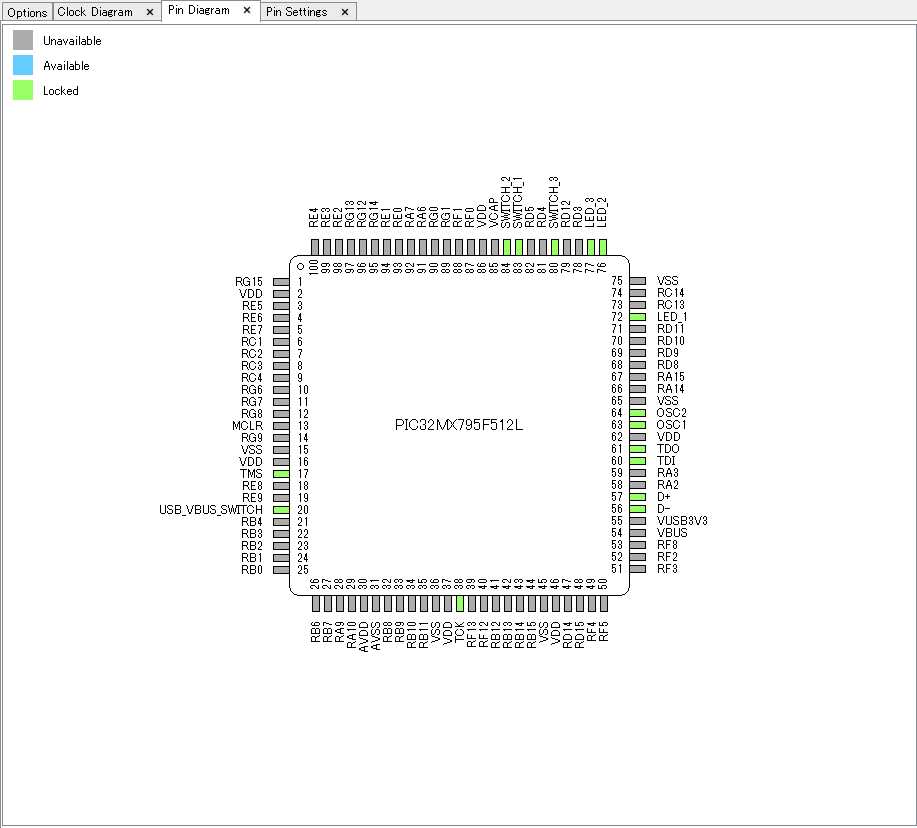 Options Clock Diagram × Pin Diagram × Pin Settings ×
Unavailable
Available
Locked
RE4 RE3 RE2 RG13 RG12 RG14 RE1 RE0 RA7 RA6 RG0 RG1 RF1 RF0 VDD VCAP SWITCH_2 SWITCH_1 RD5 RD4 SWITCH_3 RD12 RD3 LED_3 LED_2
100 99 98 97 96 95 94 93 92 91 90 89 88 87 86 85 84 83 82 81 80 79 78 77 76
RG15 1
VDD 2
RE5 3
RE6 4
RE7 5
RC1 6
RC2 7
RC3 8
RC4 9
RG6 10
RG7 11
RG8 12
MCLR 13
RG9 14
VSS 15
VDD 16
TMS 17
RE8 18
RE9 19
USB_VBUS_SWITCH 20
RB4 21
RB3 22
RB2 23
RB1 24
RB0 25
PIC32MX795F512L
75 VSS
74 RC14
73 RC13
72 LED_1
71 RD11
70 RD10
69 RD9
68 RD8
67 RA15
66 RA14
65 VSS
64 OSC2
63 OSC1
62 VDD
61 TDO
60 TDI
59 RA3
58 RA2
57 D+
56 D-
55 VUSB3V3
54 VBUS
53 RF8
52 RF2
51 RF3
26 27 28 29 30 31 32 33 34 35 36 37 38 39 40 41 42 43 44 45 46 47 48 49 50
RB6 RB7 RA9 RA10 AVDD AVSS RB8 RB9 RB10 RB11 VSS VDD TCK RF13 RF12 RB12 RB13 RB14 RB15 VSS VDD RD14 RD15 RF4 RF5